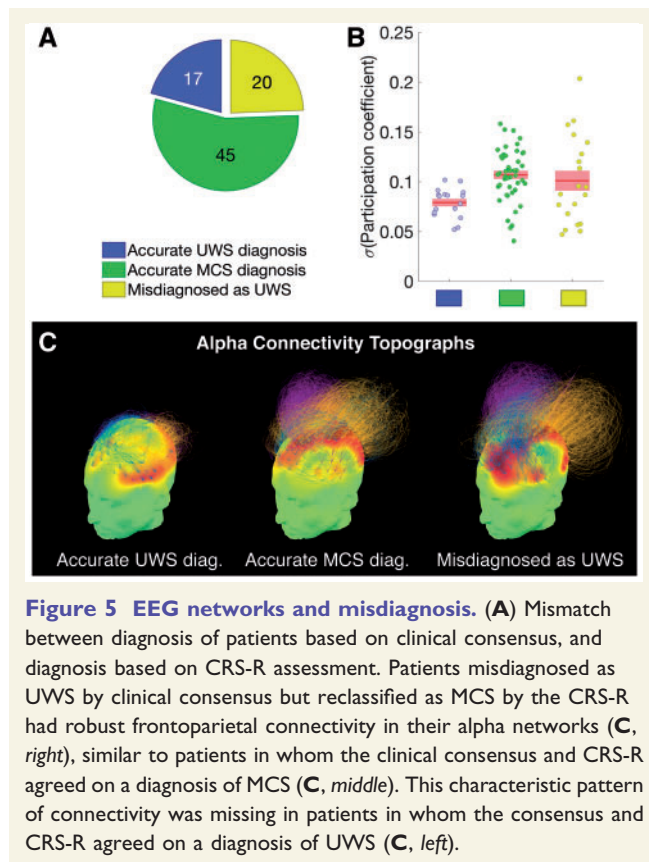 A
17
20
45
Accurate UWS diagnosis
Accurate MCS diagnosis
Misdiagnosed as UWS
B
σ(Participation coefficient)
0.25
0.2
0.15
0.1
0.05
0
C
Alpha Connectivity Topographs
Accurate UWS diag.
Accurate MCS diag.
Misdiagnosed as UWS
Figure 5 EEG networks and misdiagnosis. (A) Mismatch
between diagnosis of patients based on clinical consensus, and
diagnosis based on CRS-R assessment. Patients misdiagnosed as
UWS by clinical consensus but reclassified as MCS by the CRS-R
had robust frontoparietal connectivity in their alpha networks (C,
right), similar to patients in whom the clinical consensus and CRS-R
agreed on a diagnosis of MCS (C, middle). This characteristic pattern
of connectivity was missing in patients in whom the consensus and
CRS-R agreed on a diagnosis of UWS (C, left).